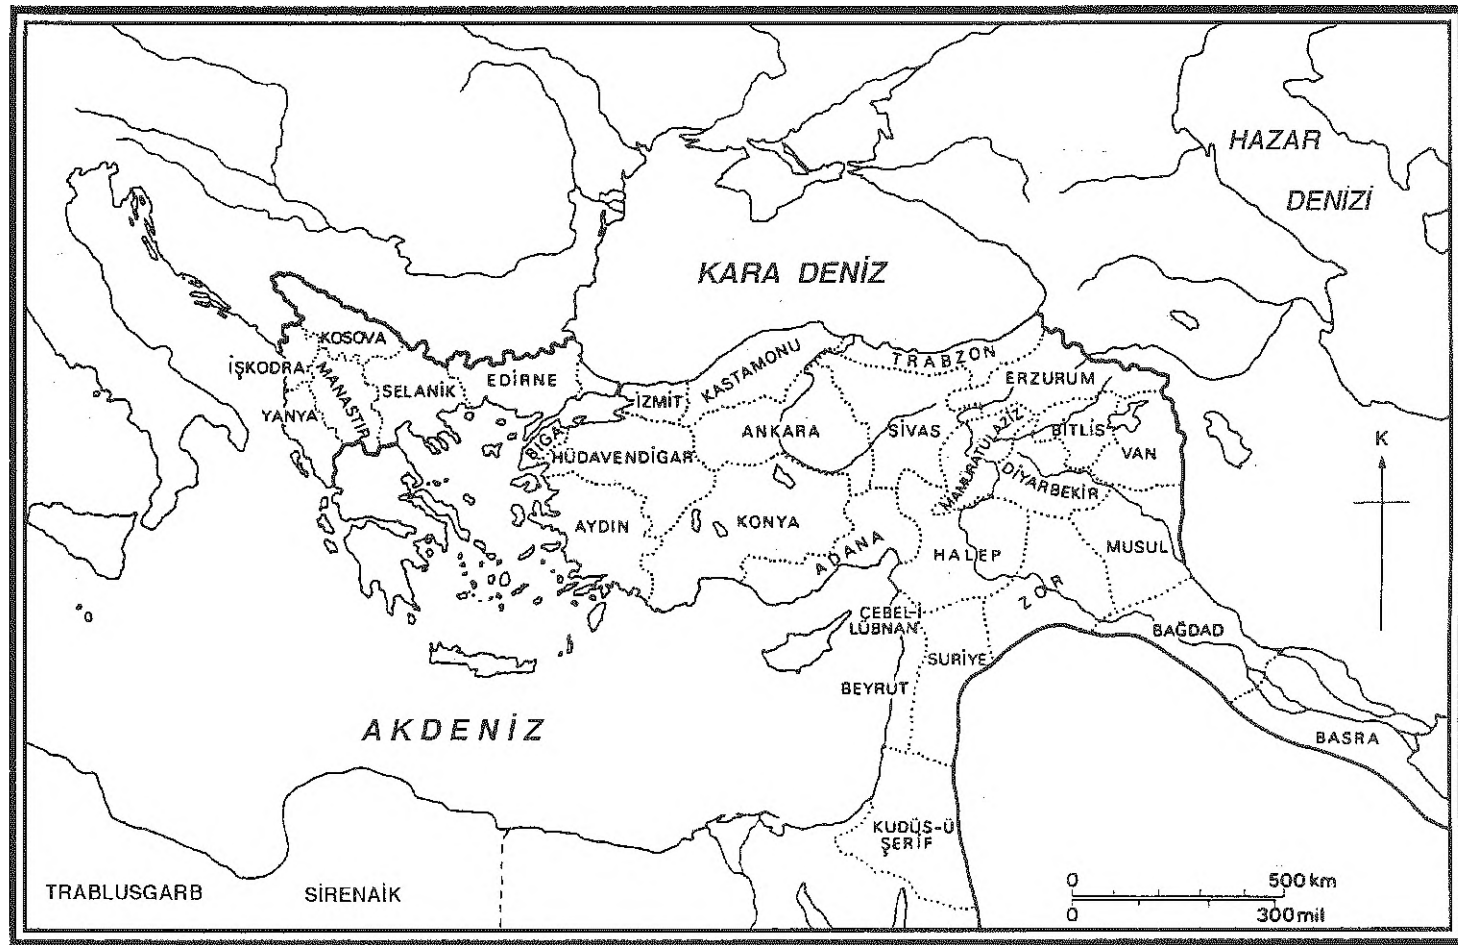 HAZAR
DENİZİ
KARA DENİZ
KOSOVA
İŞKODRA
MANASTIR
SELANİK
EDİRNE
YANYA
İZMİT
KASTAMONU
TRABZON
ERZURUM
BİGA
HÜDAVENDİGAR
ANKARA
SİVAS
MAMURATÜLAZİZ
BİTLİS
VAN
DİYARBEKİR
K
AYDIN
KONYA
ADANA
HALEP
ZOR
MUSUL
ÇEBEL-İ
LÜBNAN
BAĞDAD
SURİYE
BEYRUT
AKDENİZ
BASRA
KUDÜS-Ü
ŞERİF
TRABLUSGARB
SİRENAİK
0 500 km
0 300 mil